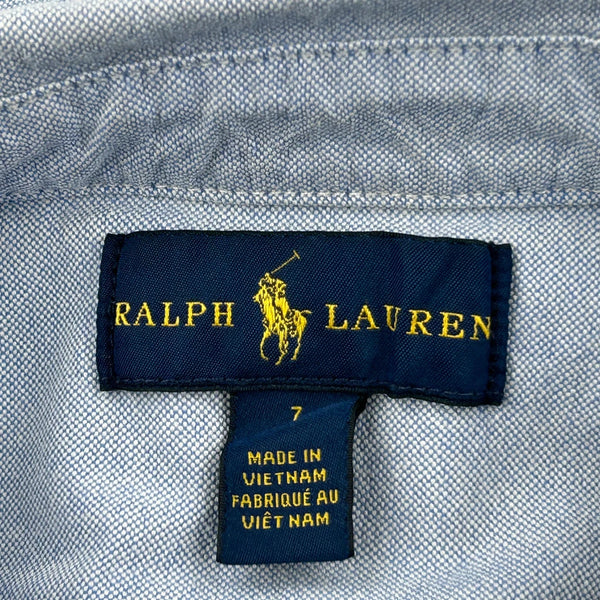 RALPH LAUREN
7
MADE IN
VIETNAM
FABRIQUÉ AU
VIÊT NAM